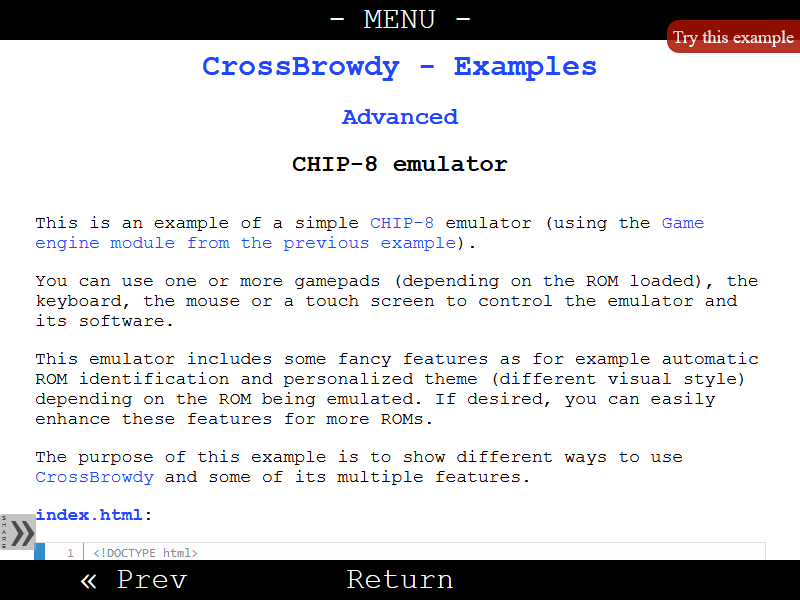 - MENU -
Try this example
CrossBrowdy - Examples
Advanced
CHIP-8 emulator
This is an example of a simple CHIP-8 emulator (using the Game
engine module from the previous example).
You can use one or more gamepads (depending on the ROM loaded), the
keyboard, the mouse or a touch screen to control the emulator and
its software.
This emulator includes some fancy features as for example automatic
ROM identification and personalized theme (different visual style)
depending on the ROM being emulated. If desired, you can easily
enhance these features for more ROMs.
The purpose of this example is to show different ways to use
CrossBrowdy and some of its multiple features.
index.html:
SHARE »
1 <!DOCTYPE html>
« Prev Return